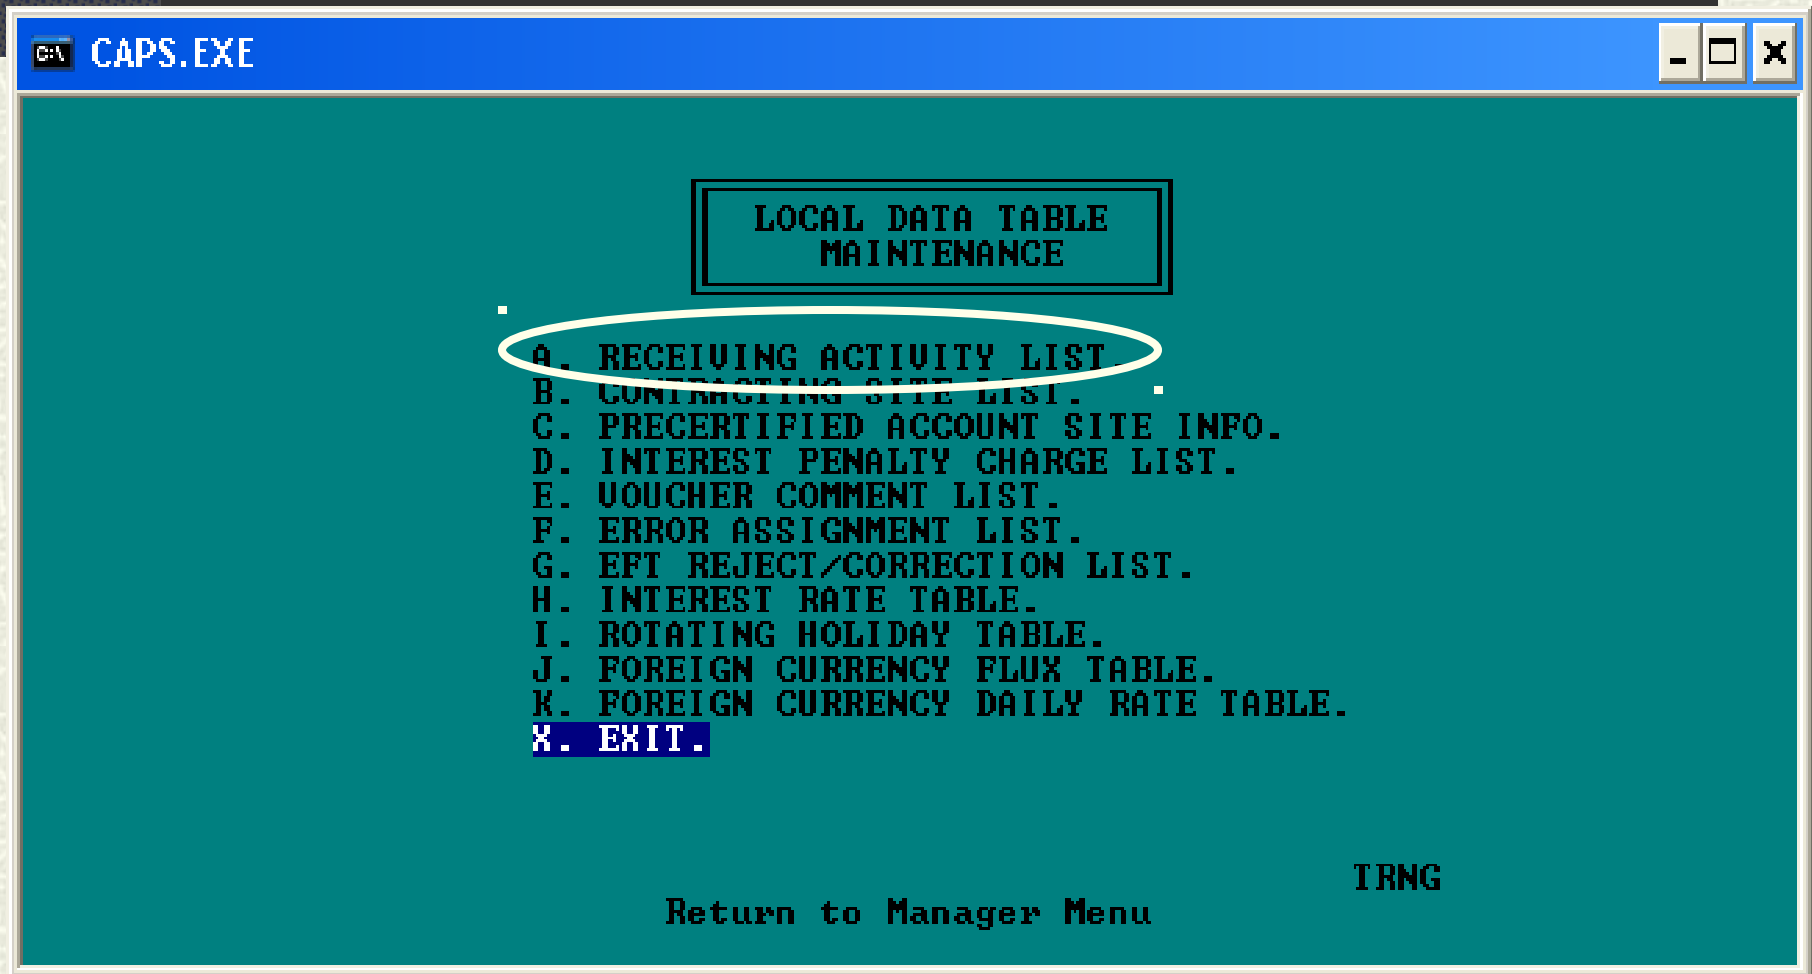 C:\
CAPS.EXE
LOCAL DATA TABLE
MAINTENANCE
A. RECEIVING ACTIVITY LIST.
B. CONTRACTING SITE LIST.
C. PRECERTIFIED ACCOUNT SITE INFO.
D. INTEREST PENALTY CHARGE LIST.
E. VOUCHER COMMENT LIST.
F. ERROR ASSIGNMENT LIST.
G. EFT REJECT/CORRECTION LIST.
H. INTEREST RATE TABLE.
I. ROTATING HOLIDAY TABLE.
J. FOREIGN CURRENCY FLUX TABLE.
K. FOREIGN CURRENCY DAILY RATE TABLE.
X. EXIT.
TRNG
Return to Manager Menu